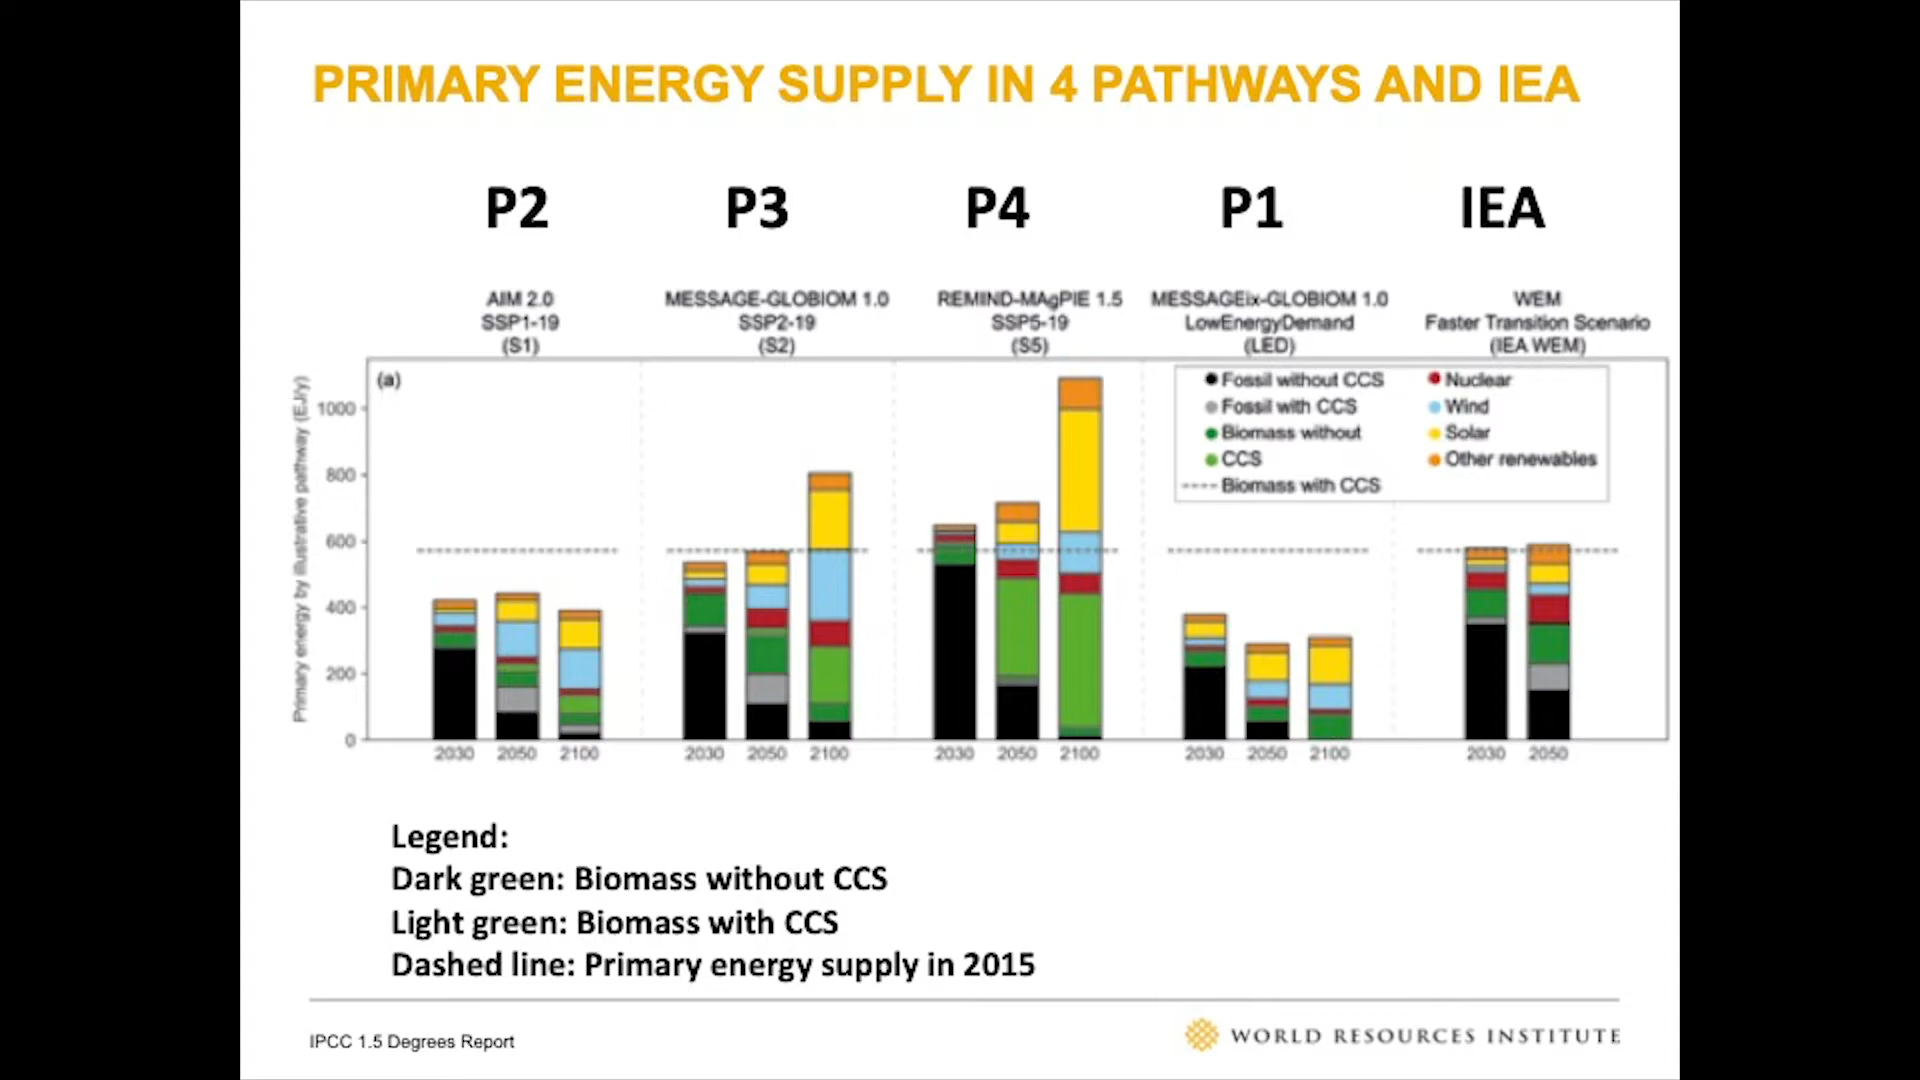 PRIMARY ENERGY SUPPLY IN 4 PATHWAYS AND IEA
P2
P3
P4
P1
IEA
AIM 2.0
SSP1-19
(S1)
MESSAGE-GLOBIOM 1.0
SSP2-19
(S2)
REMIND-MAgPIE 1.5
SSP5-19
(S5)
MESSAGEix-GLOBIOM 1.0
LowEnergyDemand
(LED)
WEM
Faster Transition Scenario
(IEA WEM)
(a)
Primary energy by illustrative pathway (EJ/y)
1000
800
600
400
200
0
Fossil without CCS
Fossil with CCS
Biomass without
CCS
Biomass with CCS
Nuclear
Wind
Solar
Other renewables
2030 2050 2100
2030 2050 2100
2030 2050 2100
2030 2050 2100
2030 2050
Legend:
Dark green: Biomass without CCS
Light green: Biomass with CCS
Dashed line: Primary energy supply in 2015
IPCC 1.5 Degrees Report
WORLD RESOURCES INSTITUTE